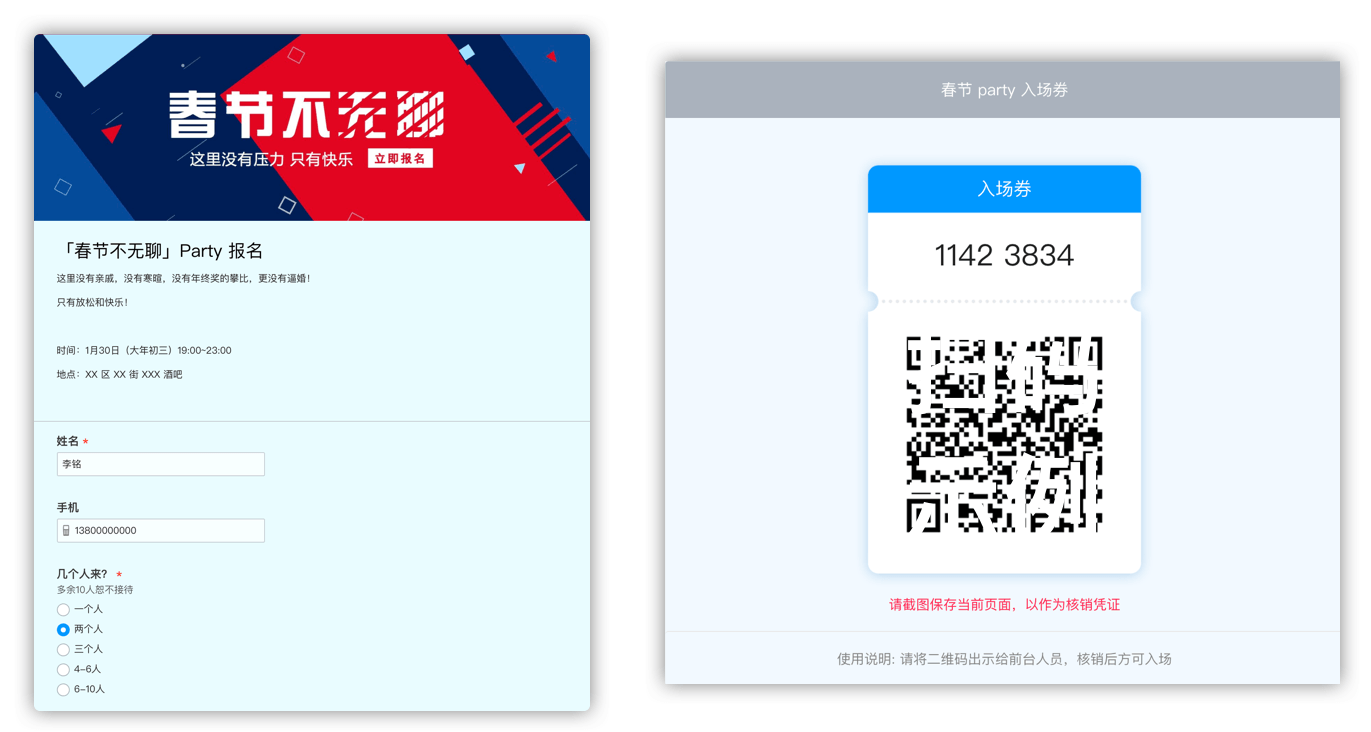 春节不无聊
这里没有压力 只有快乐 立即报名
「春节不无聊」Party 报名
这里没有亲戚，没有寒暄，没有年终奖的攀比，更没有逼婚！
只有放松和快乐！
时间：1月30日（大年初三）19:00~23:00
地点：XX 区 XX 街 XXX 酒吧
姓名 *
李铭
手机
13800000000
几个人来？ *
多余10人恕不接待
一个人
两个人
三个人
4-6人
6-10人
春节 party 入场券
入场券
1142 3834
扫码
示例
请截图保存当前页面，以作为核销凭证
使用说明: 请将二维码出示给前台人员，核销后方可入场